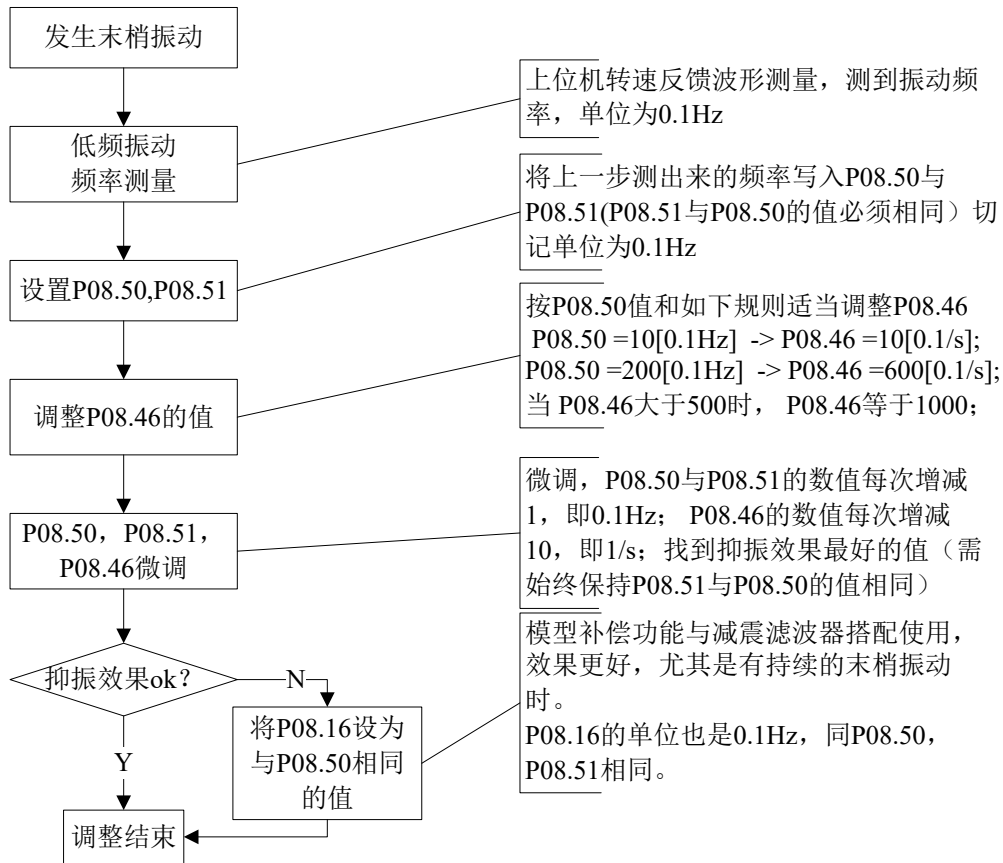 发生末梢振动
上位机转速反馈波形测量，测到振动频
率，单位为0.1Hz
低频振动
频率测量
将上一步测出来的频率写入P08.50与
P08.51(P08.51与P08.50的值必须相同）切
记单位为0.1Hz
设置P08.50,P08.51
按P08.50值和如下规则适当调整P08.46
P08.50 =10[0.1Hz]  -> P08.46 =10[0.1/s];
P08.50 =200[0.1Hz]  -> P08.46 =600[0.1/s];
当 P08.46大于500时， P08.46等于1000；
调整P08.46的值
微调，P08.50与P08.51的数值每次增减
1，即0.1Hz； P08.46的数值每次增减
10，即1/s；找到抑振效果最好的值（需
始终保持P08.51与P08.50的值相同）
P08.50，P08.51，
P08.46微调
模型补偿功能与减震滤波器搭配使用，
效果更好，尤其是有持续的末梢振动
时。
P08.16的单位也是0.1Hz，同P08.50，
P08.51相同。
抑振效果ok？
N
将P08.16设为
与P08.50相同
的值
Y
调整结束